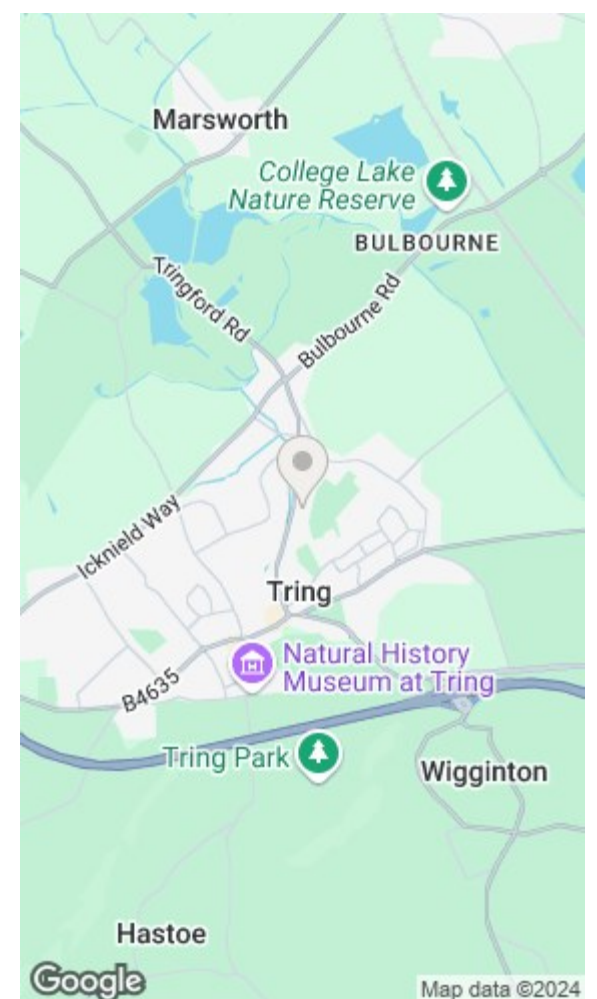 Marsworth
College Lake
Nature Reserve
BULBOURNE
Tringford Rd
Bulbourne Rd
Icknield Way
Tring
Natural History
Museum at Tring
B4635
Tring Park
Wigginton
Hastoe
Google
Map data ©2024